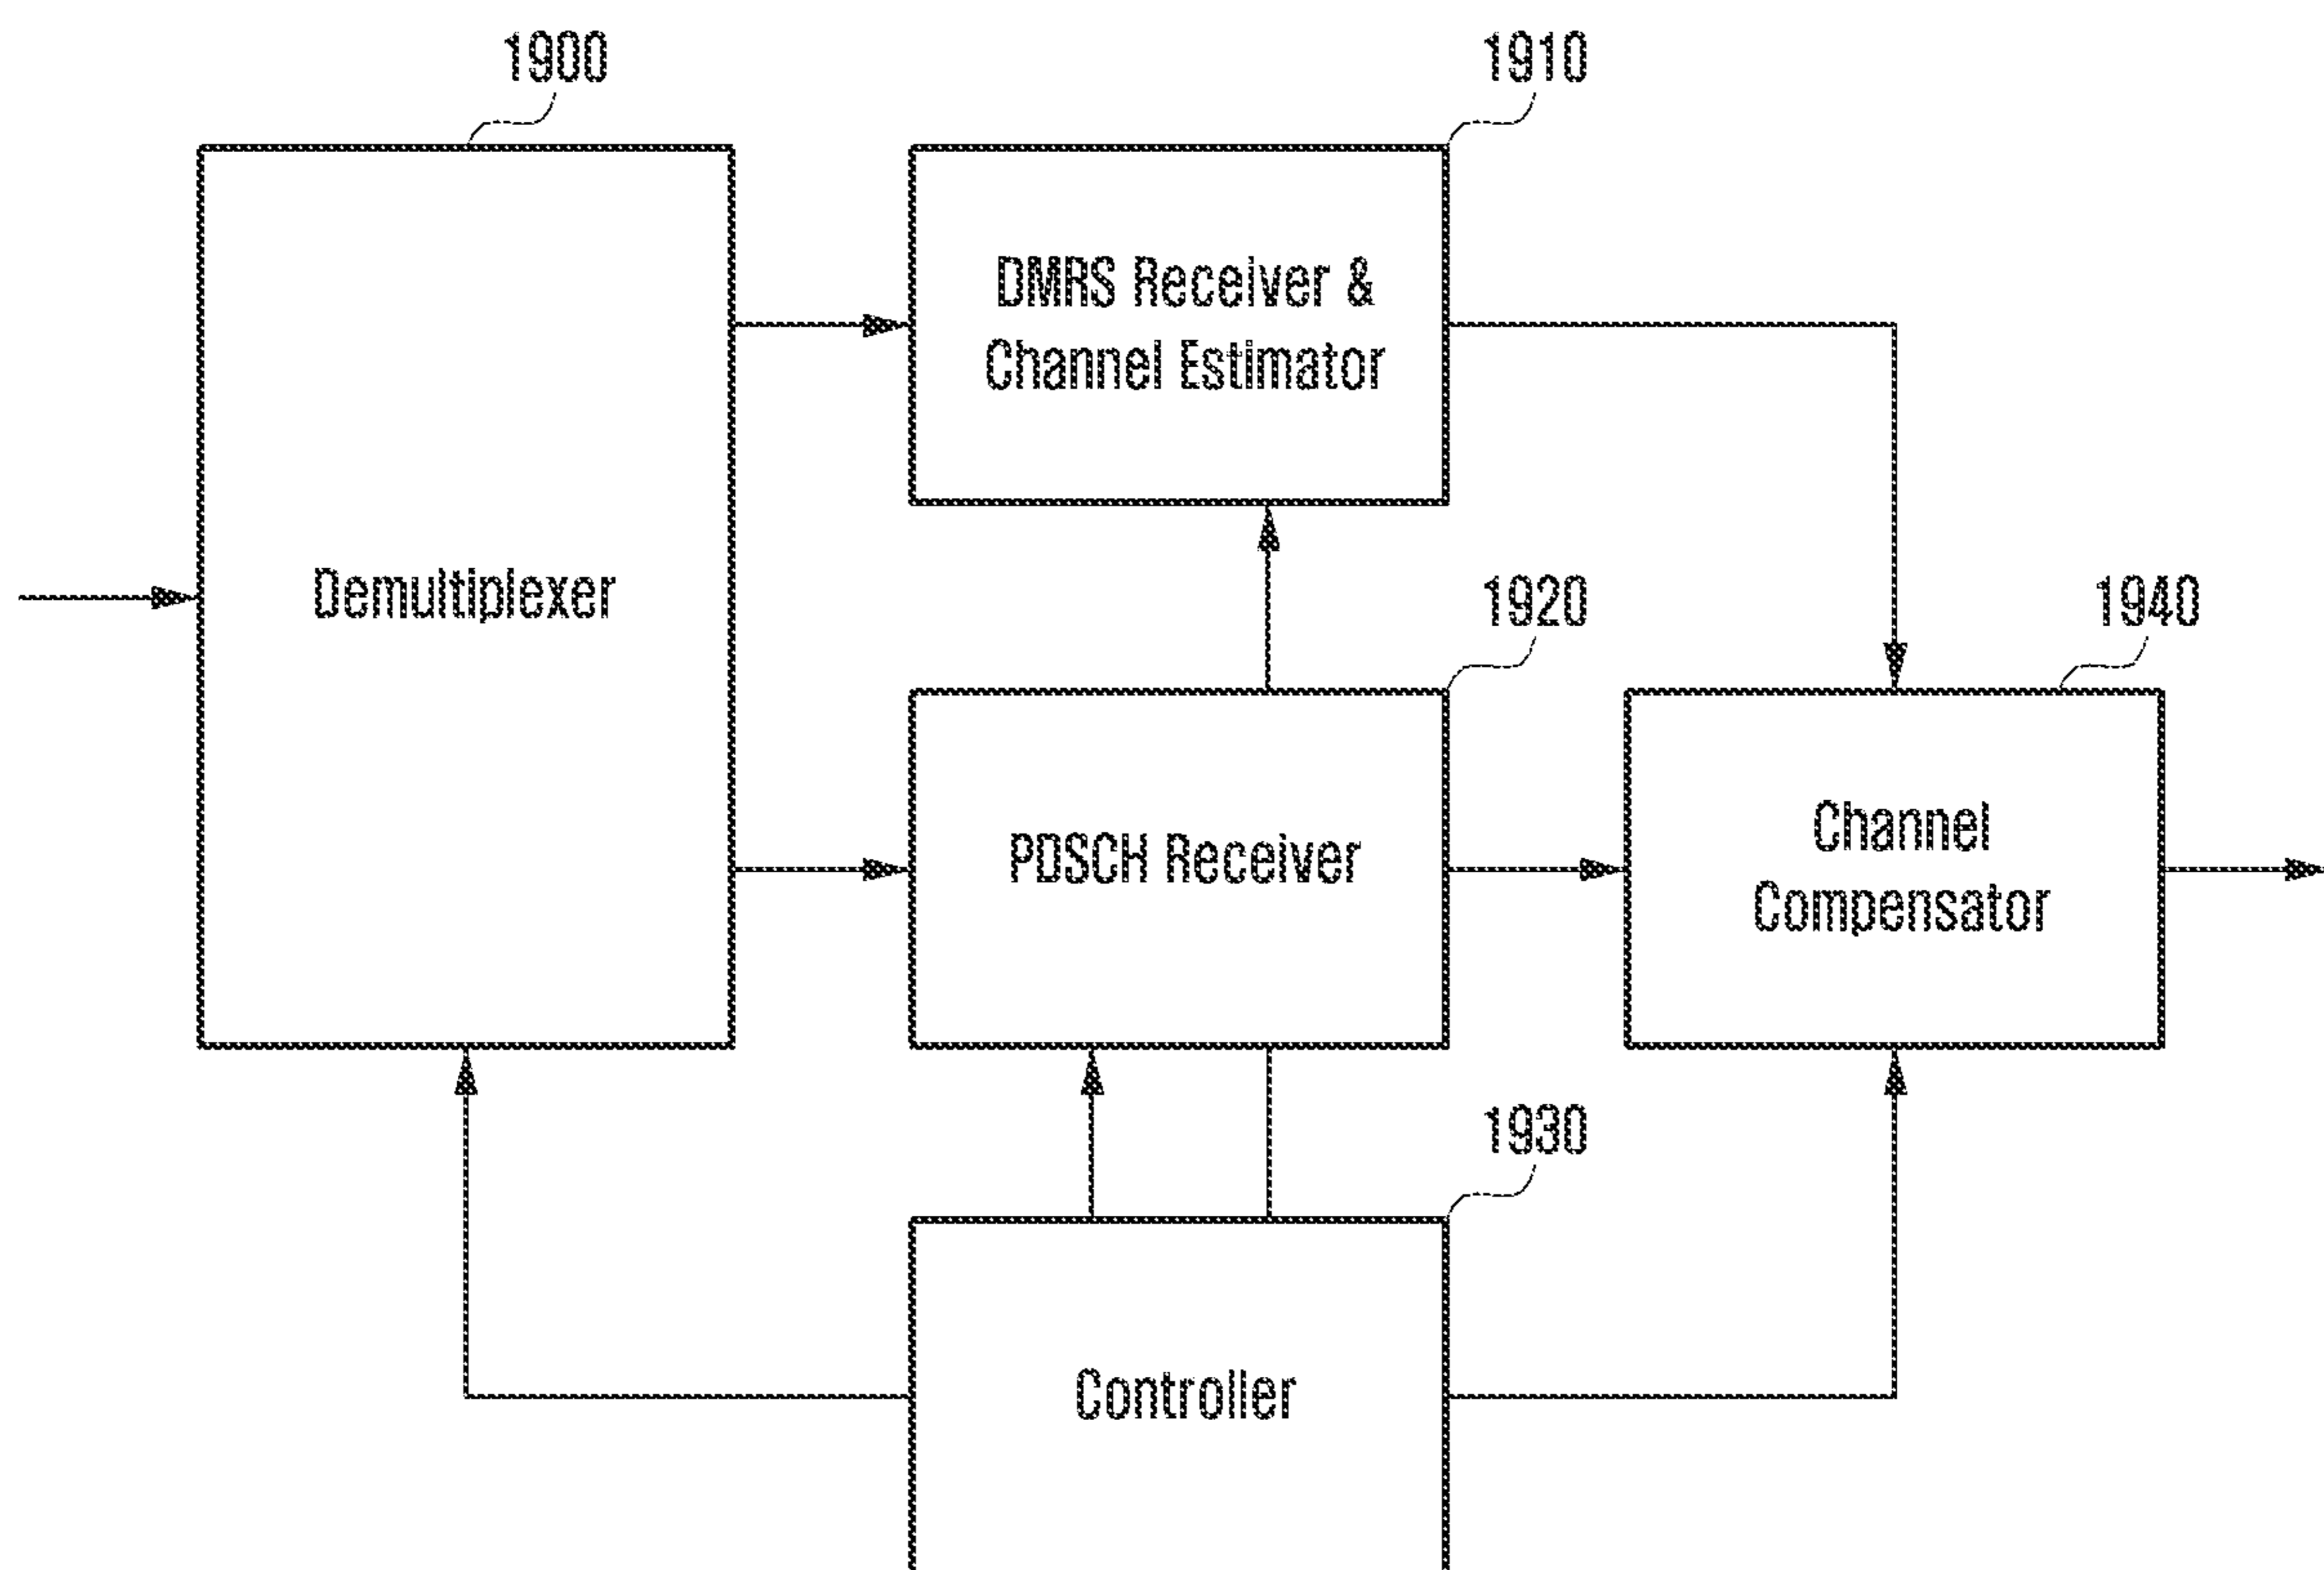 1900
1910
DMRS Receiver &
Channel Estimator
Demultiplexer
1920
1940
PDSCH Receiver
Channel
Compensator
1930
Controller